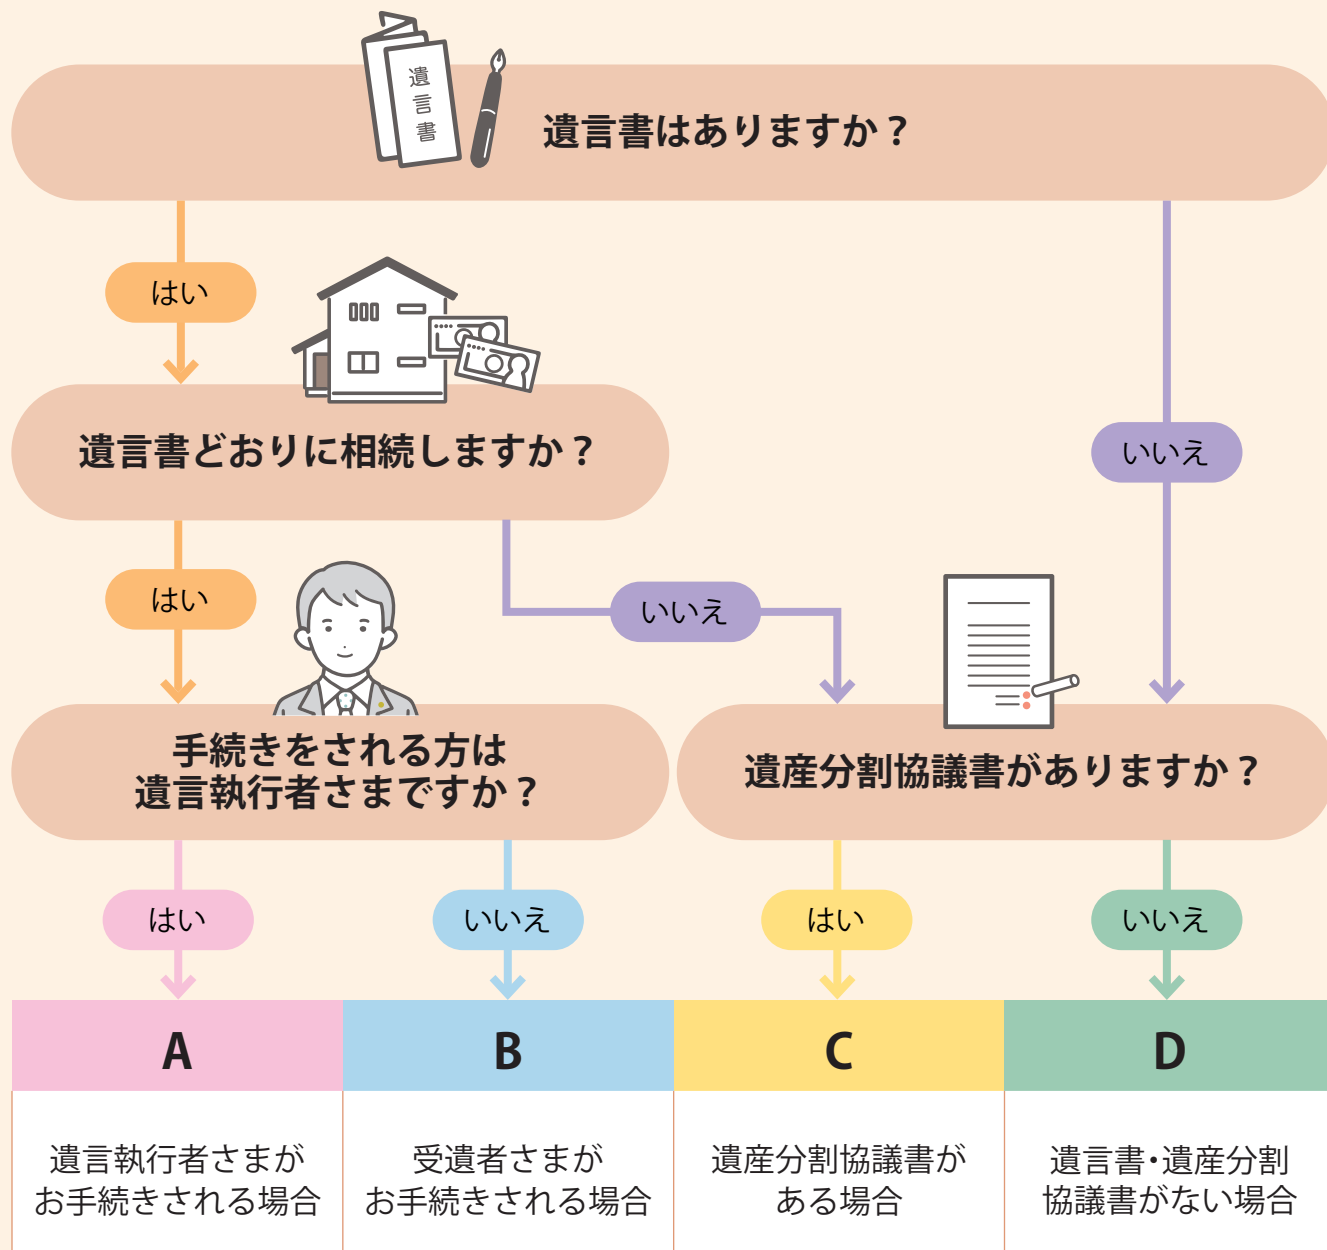 遺言書
遺言書はありますか？
はい
いいえ
遺言書どおりに相続しますか？
はい
いいえ
手続きをされる方は
遺言執行者さまですか？
遺産分割協議書がありますか？
はい
いいえ
はい
いいえ
A
B
C
D
遺言執行者さまが
お手続きされる場合
受遺者さまが
お手続きされる場合
遺産分割協議書が
ある場合
遺言書・遺産分割
協議書がない場合